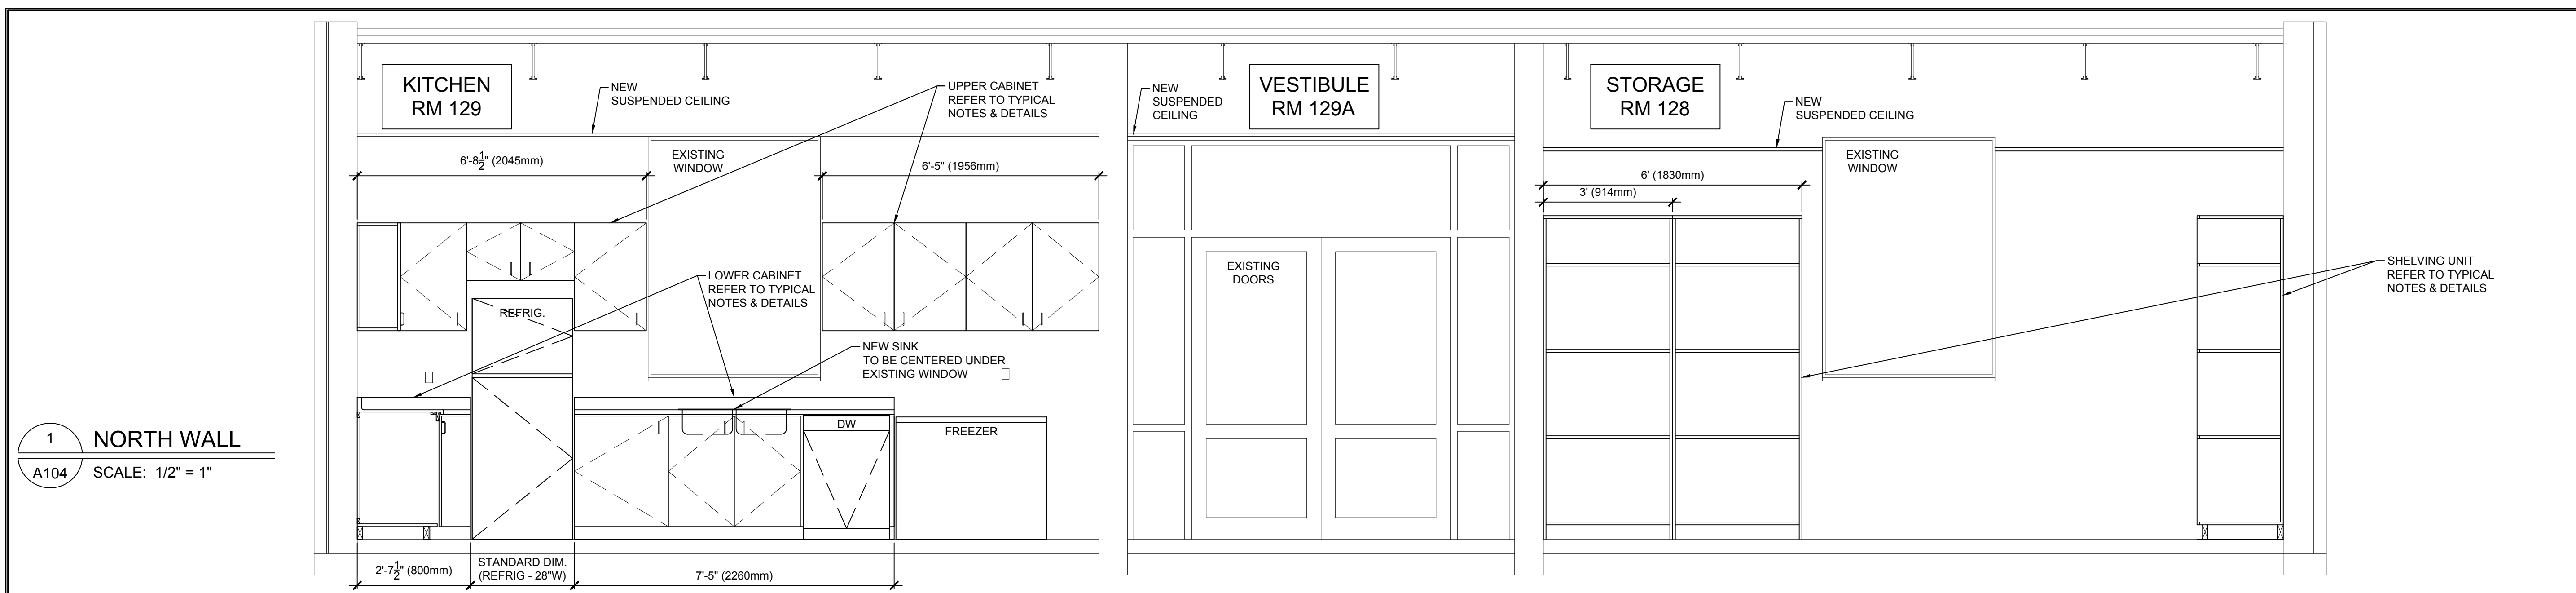 KITCHEN
RM 129
NEW
SUSPENDED CEILING
UPPER CABINET
REFER TO TYPICAL
NOTES & DETAILS
NEW
SUSPENDED
CEILING
VESTIBULE
RM 129A
STORAGE
RM 128
NEW
SUSPENDED CEILING
6'-8 1/2" (2045mm)
EXISTING
WINDOW
6'-5" (1956mm)
EXISTING
WINDOW
6' (1830mm)
3' (914mm)
REFRIG.
LOWER CABINET
REFER TO TYPICAL
NOTES & DETAILS
EXISTING
DOORS
SHELVING UNIT
REFER TO TYPICAL
NOTES & DETAILS
NEW SINK
TO BE CENTERED UNDER
EXISTING WINDOW
DW
FREEZER
1
A104
NORTH WALL
SCALE: 1/2" = 1"
2'-7 1/2" (800mm)
STANDARD DIM.
(REFRIG - 28"W)
7'-5" (2260mm)